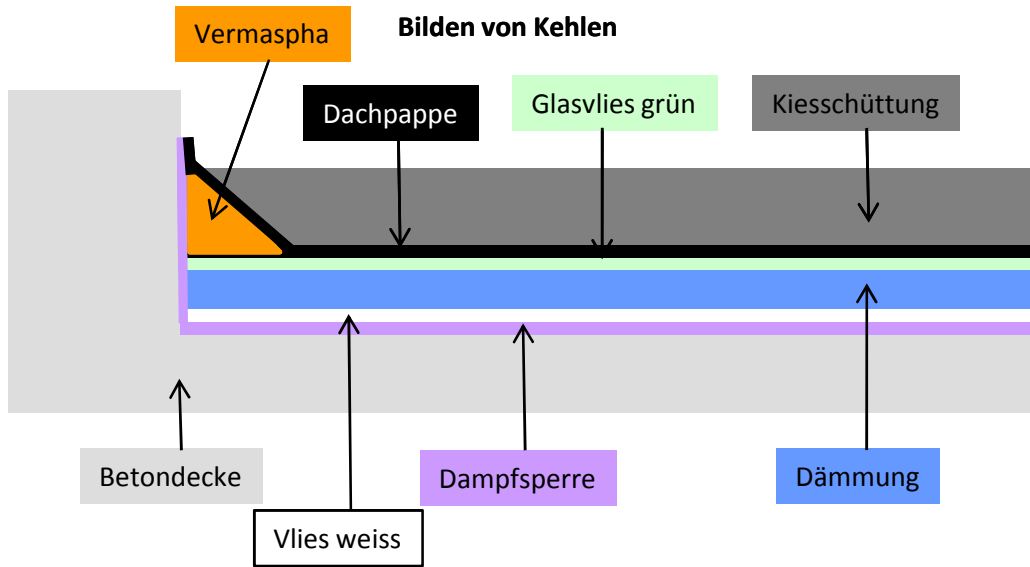 Bilden von Kehlen
Vermaspha
Dachpappe
Glasvlies grün
Kiesschüttung
Betondecke
Dampfsperre
Dämmung
Vlies weiss